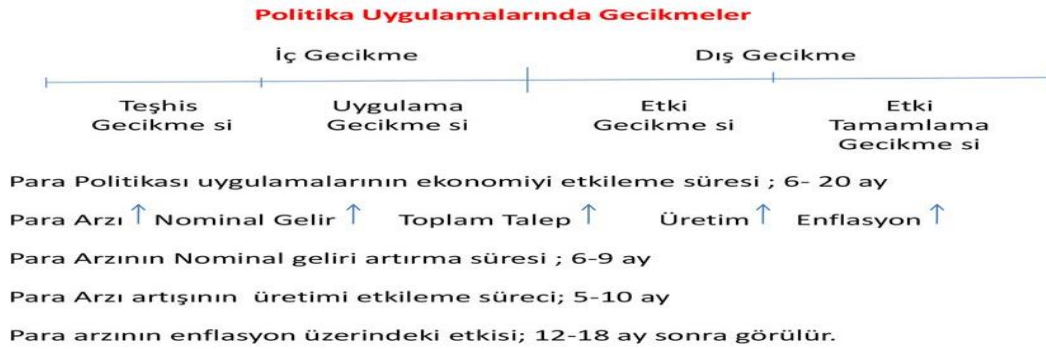 Politika Uygulamalarında Gecikmeler
İç Gecikme Dış Gecikme
Teşhis Uygulama Etki Etki
Gecikme si Gecikme si Gecikme si Tamamlama
Gecikme si
Para Politikası uygulamalarının ekonomiyi etkileme süresi ; 6- 20 ay
Para Arzı ↑ Nominal Gelir ↑ Toplam Talep ↑ Üretim ↑ Enflasyon ↑
Para Arzının Nominal geliri artırma süresi ; 6-9 ay
Para Arzı artışının üretimi etkileme süreci; 5-10 ay
Para arzının enflasyon üzerindeki etkisi; 12-18 ay sonra görülür.